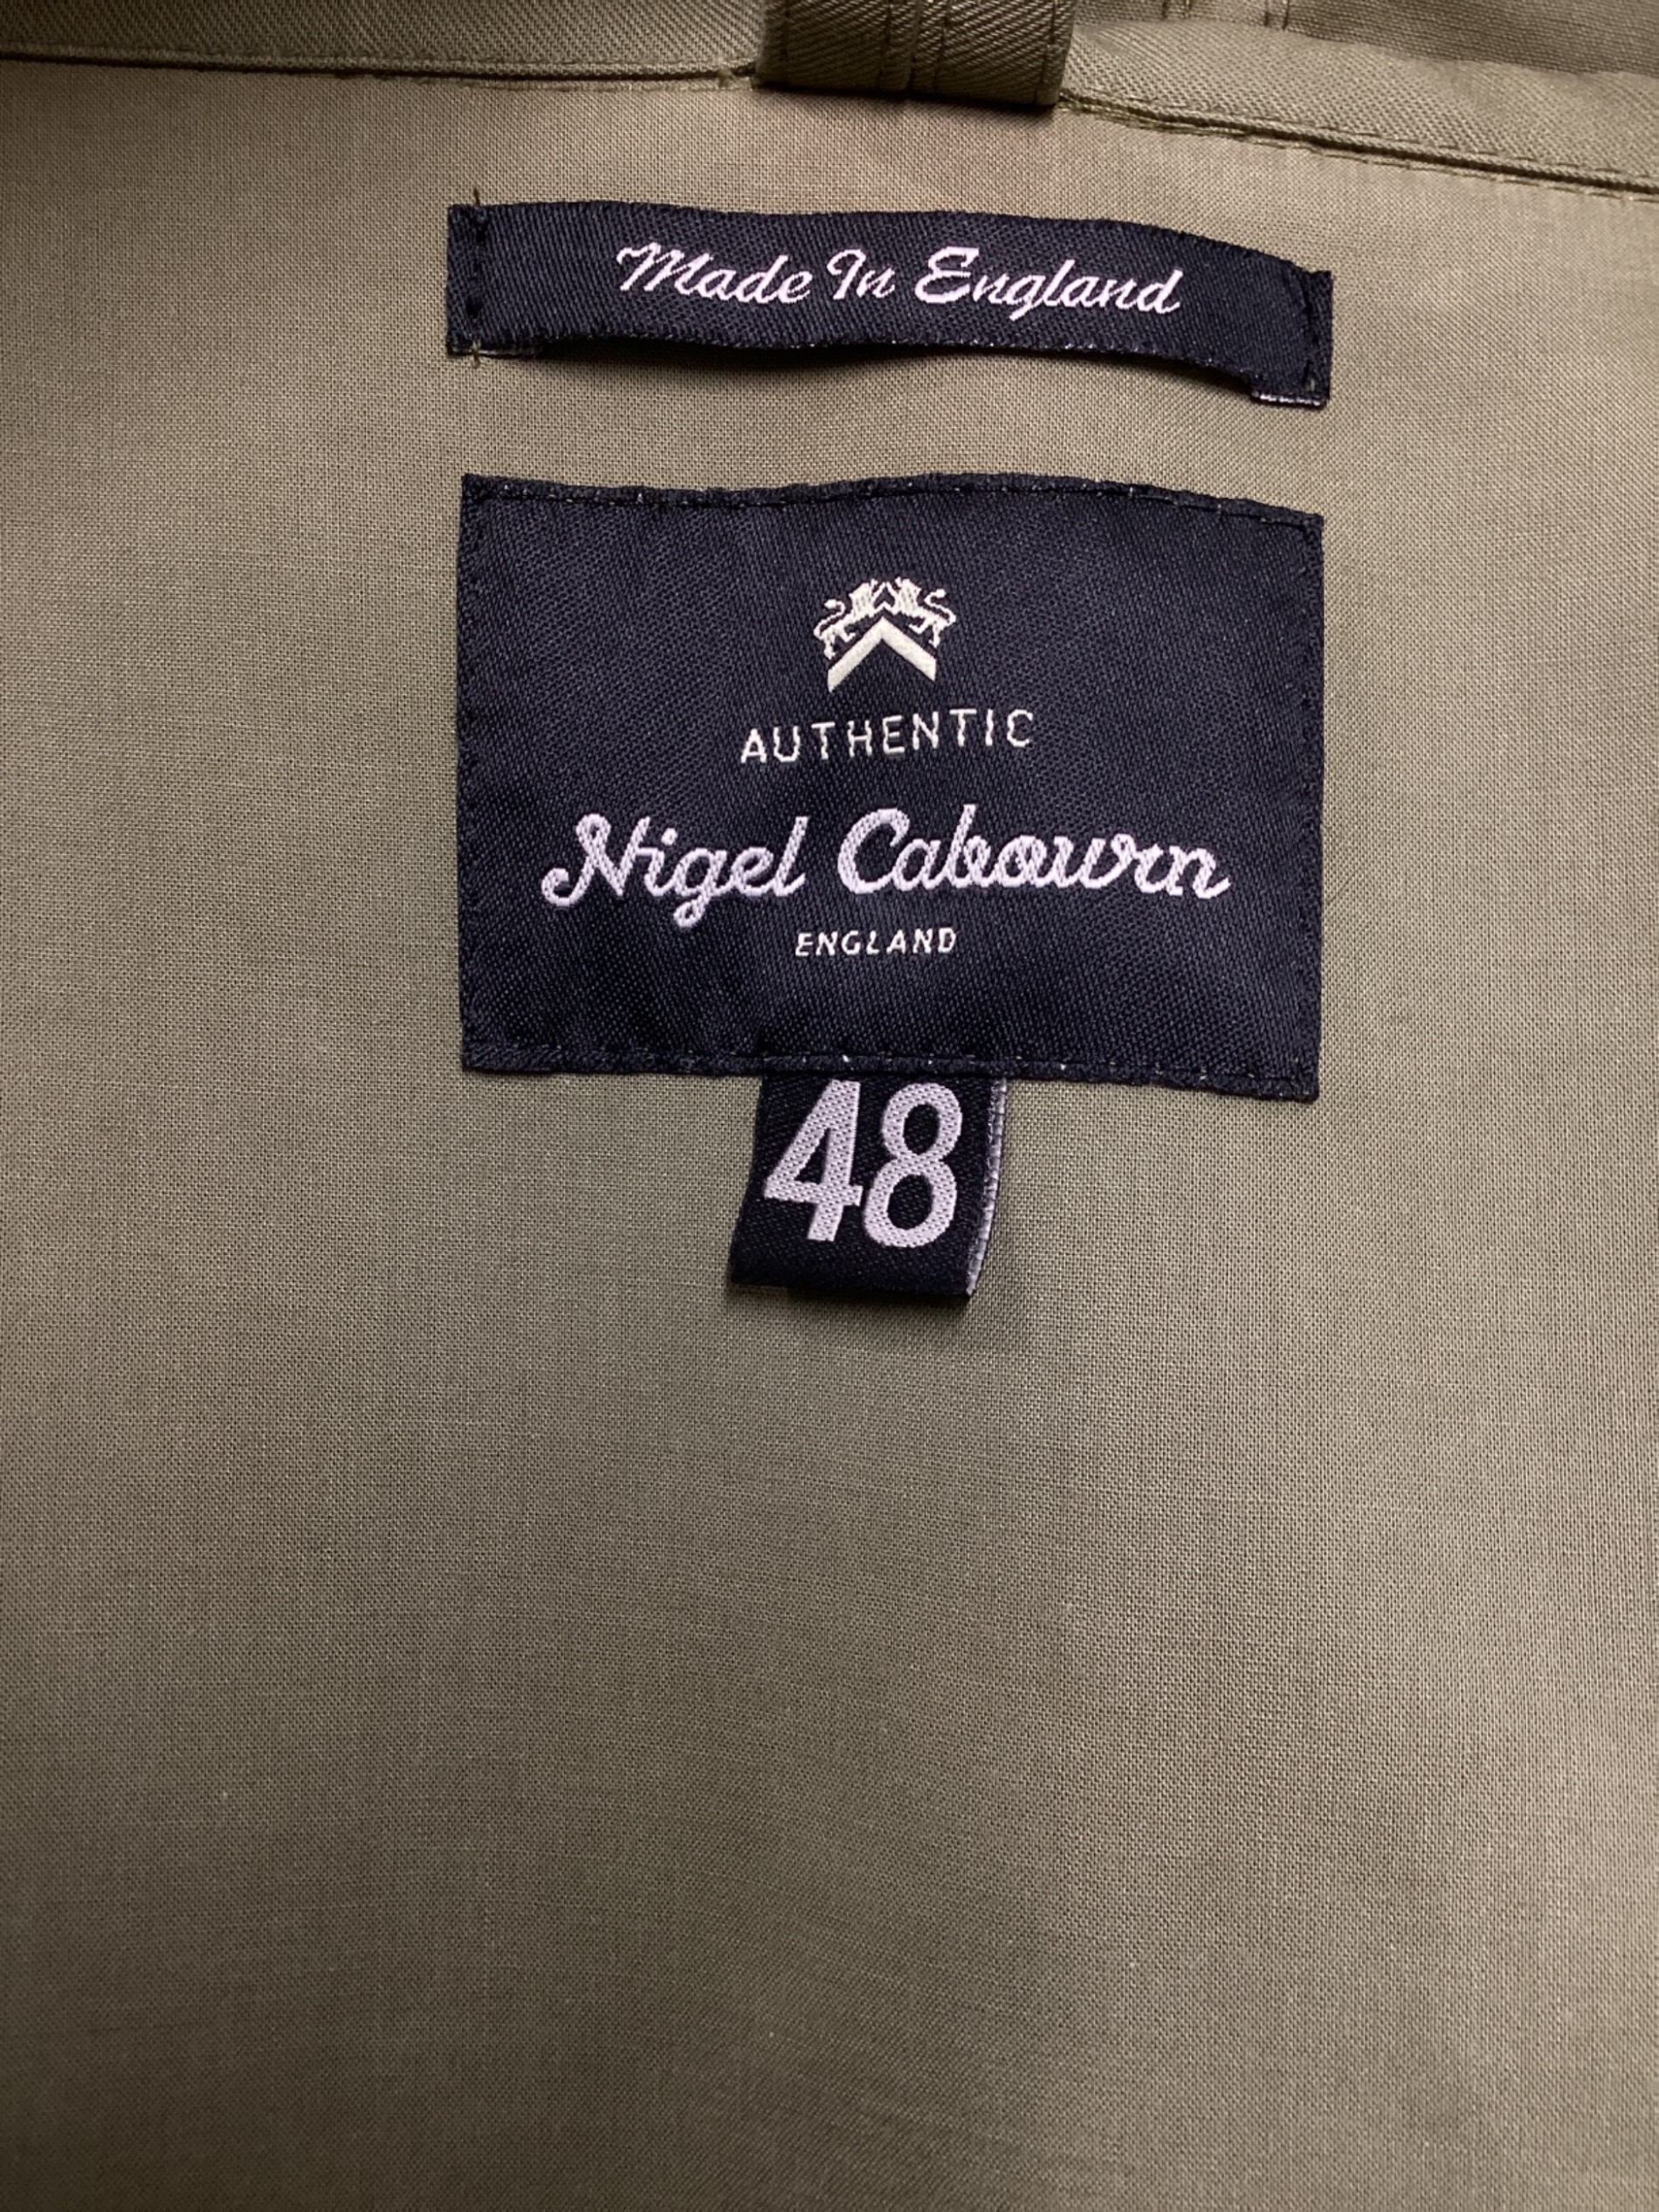 Made In England
AUTHENTIC
Nigel Cabourn
ENGLAND
48